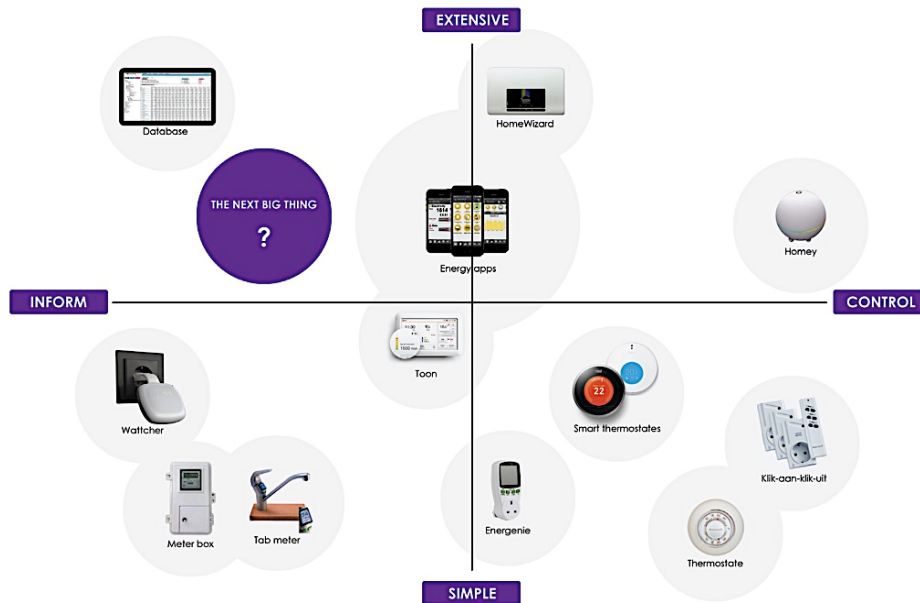 EXTENSIVE
Database
HomeWizard
THE NEXT BIG THING
?
Energy apps
Homey
INFORM
CONTROL
Toon
Wattcher
Smart thermostates
22
Klik-aan-klik-uit
Meter box
Tab meter
Energenie
Thermostate
SIMPLE